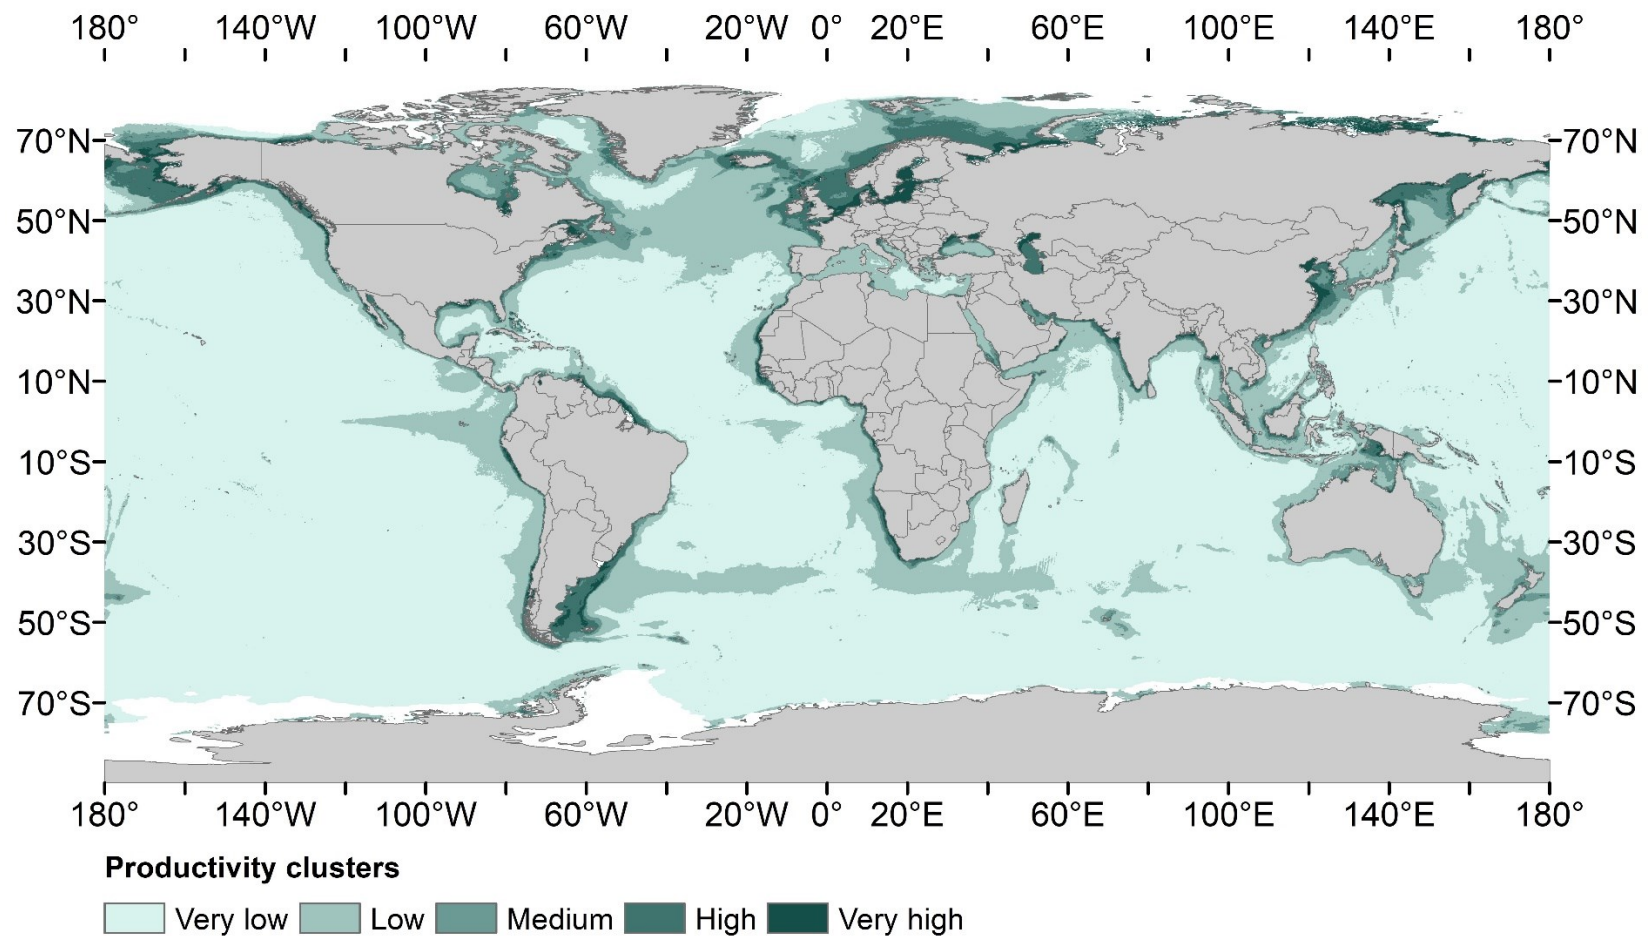 180° 140°W 100°W 60°W 20°W 0° 20°E 60°E 100°E 140°E 180°
70°N 70°N
50°N 50°N
30°N 30°N
10°N 10°N
10°S 10°S
30°S 30°S
50°S 50°S
70°S 70°S
180° 140°W 100°W 60°W 20°W 0° 20°E 60°E 100°E 140°E 180°
Productivity clusters
Very low Low Medium High Very high